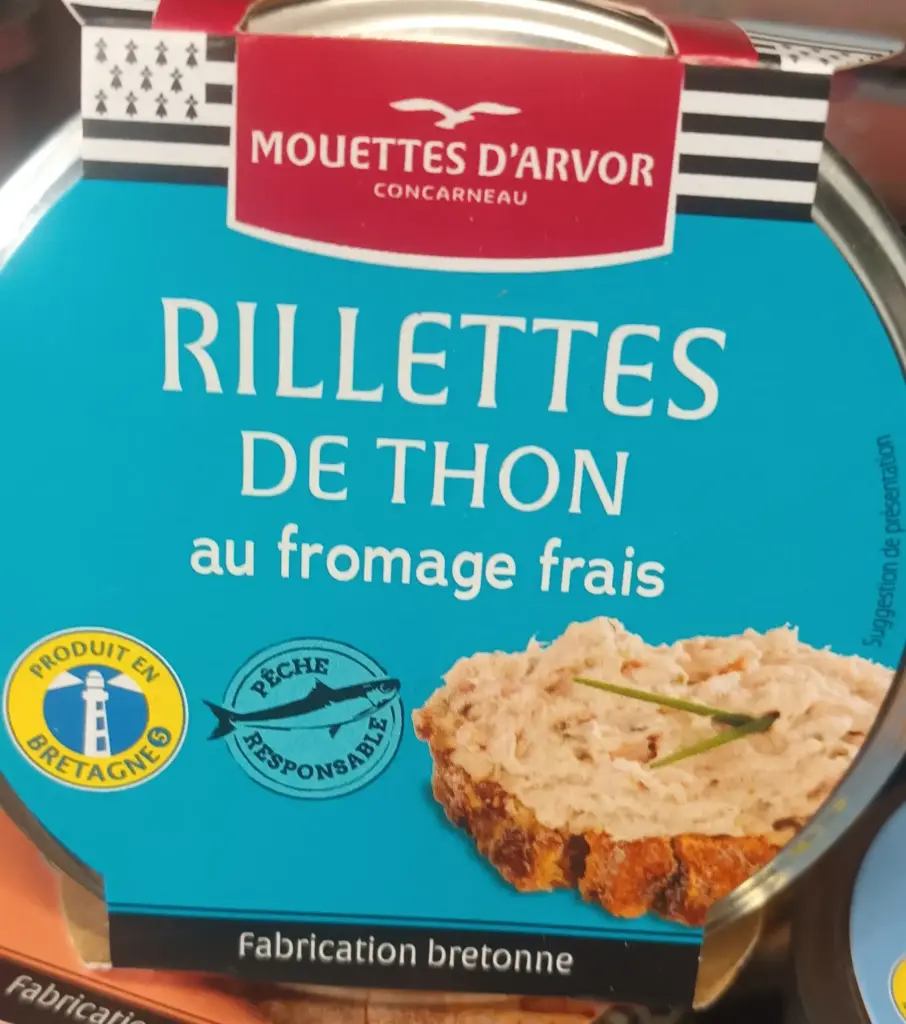 MOUETTES D'ARVOR
CONCARNEAU
RILLETTES
DE THON
au fromage frais
Suggestion de présentation
PRODUIT EN
BRETAGNE
PÊCHE
RESPONSABLE
Fabrication bretonne